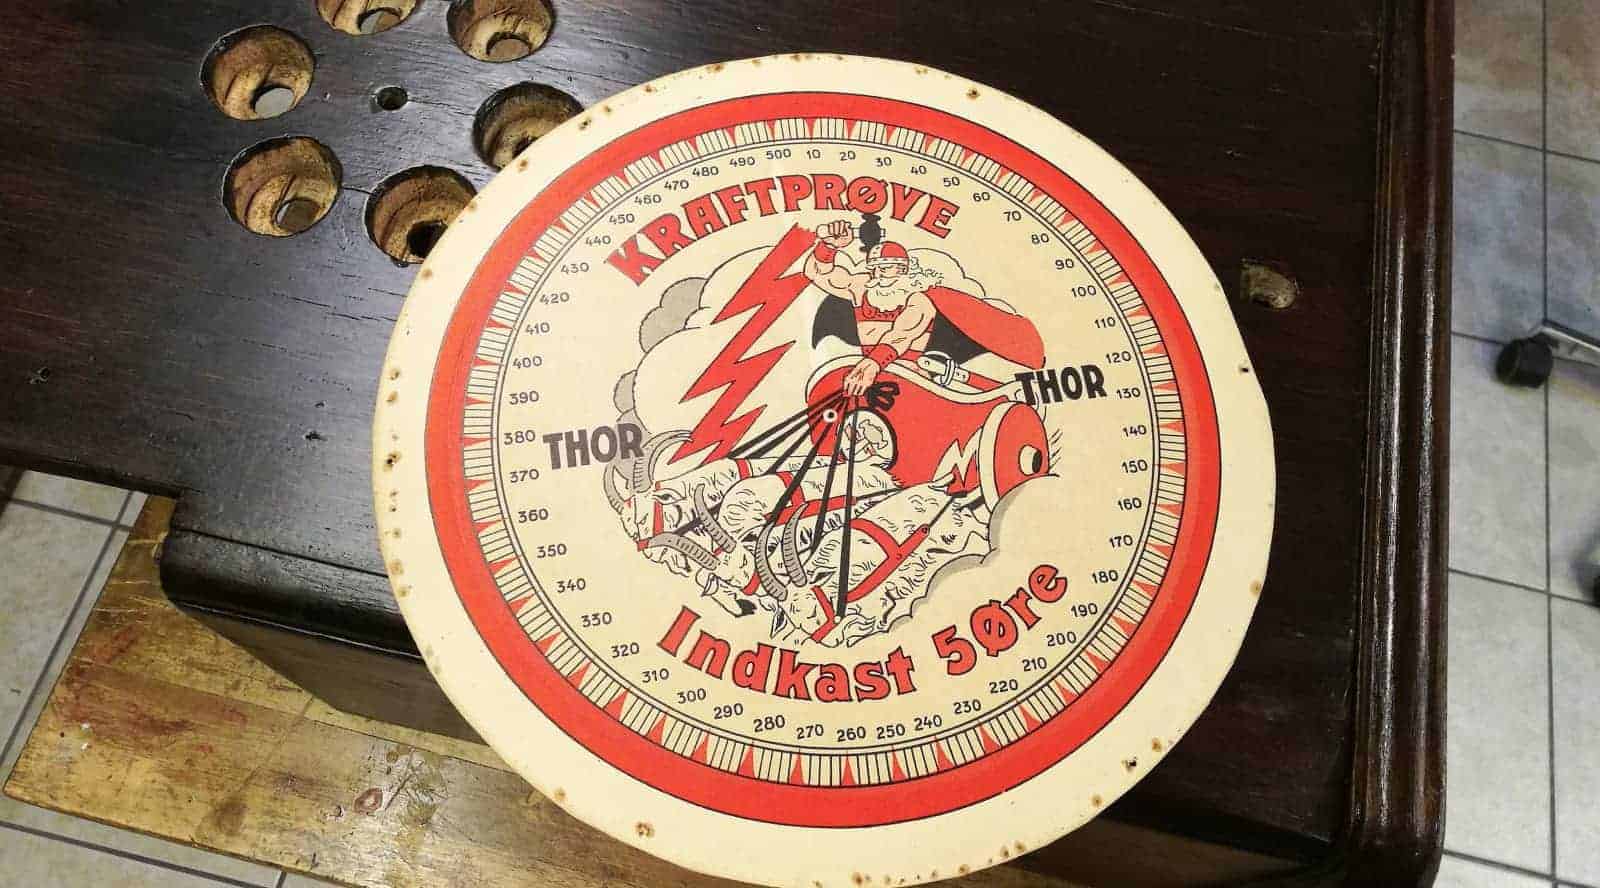 490 500 10 20 30 40 50 60 70 80 90 100 110 120 130 140 150 160 170 180 190 200 210 220 230 240 250 260 270 280 290 300 310 320 330 340 350 360 370 380 390 400 410 420 430 440 450 460 470 480
KRAFTPRØVE
THOR
THOR
Indkast 5Øre